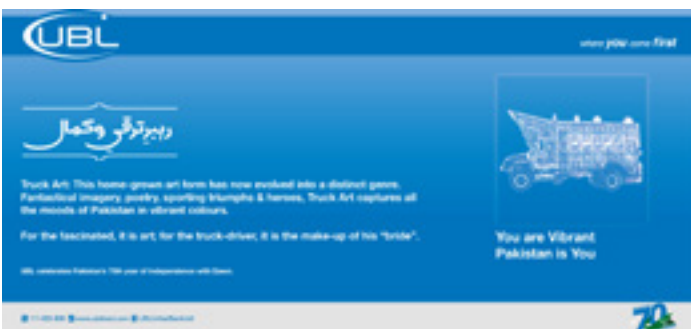 UBL
where you come first
رہبر ترقی و کمال
Truck Art: This home-grown art form has now evolved into a distinct genre.
Fantastical imagery, poetry, sporting triumphs & heroes, Truck Art captures all
the moods of Pakistan in vibrant colours.
For the fascinated, it is art; for the truck-driver, it is the make-up of his "bride".
You are Vibrant
Pakistan is You
UBL celebrates Pakistan's 70th year of Independence with Dawn.
70